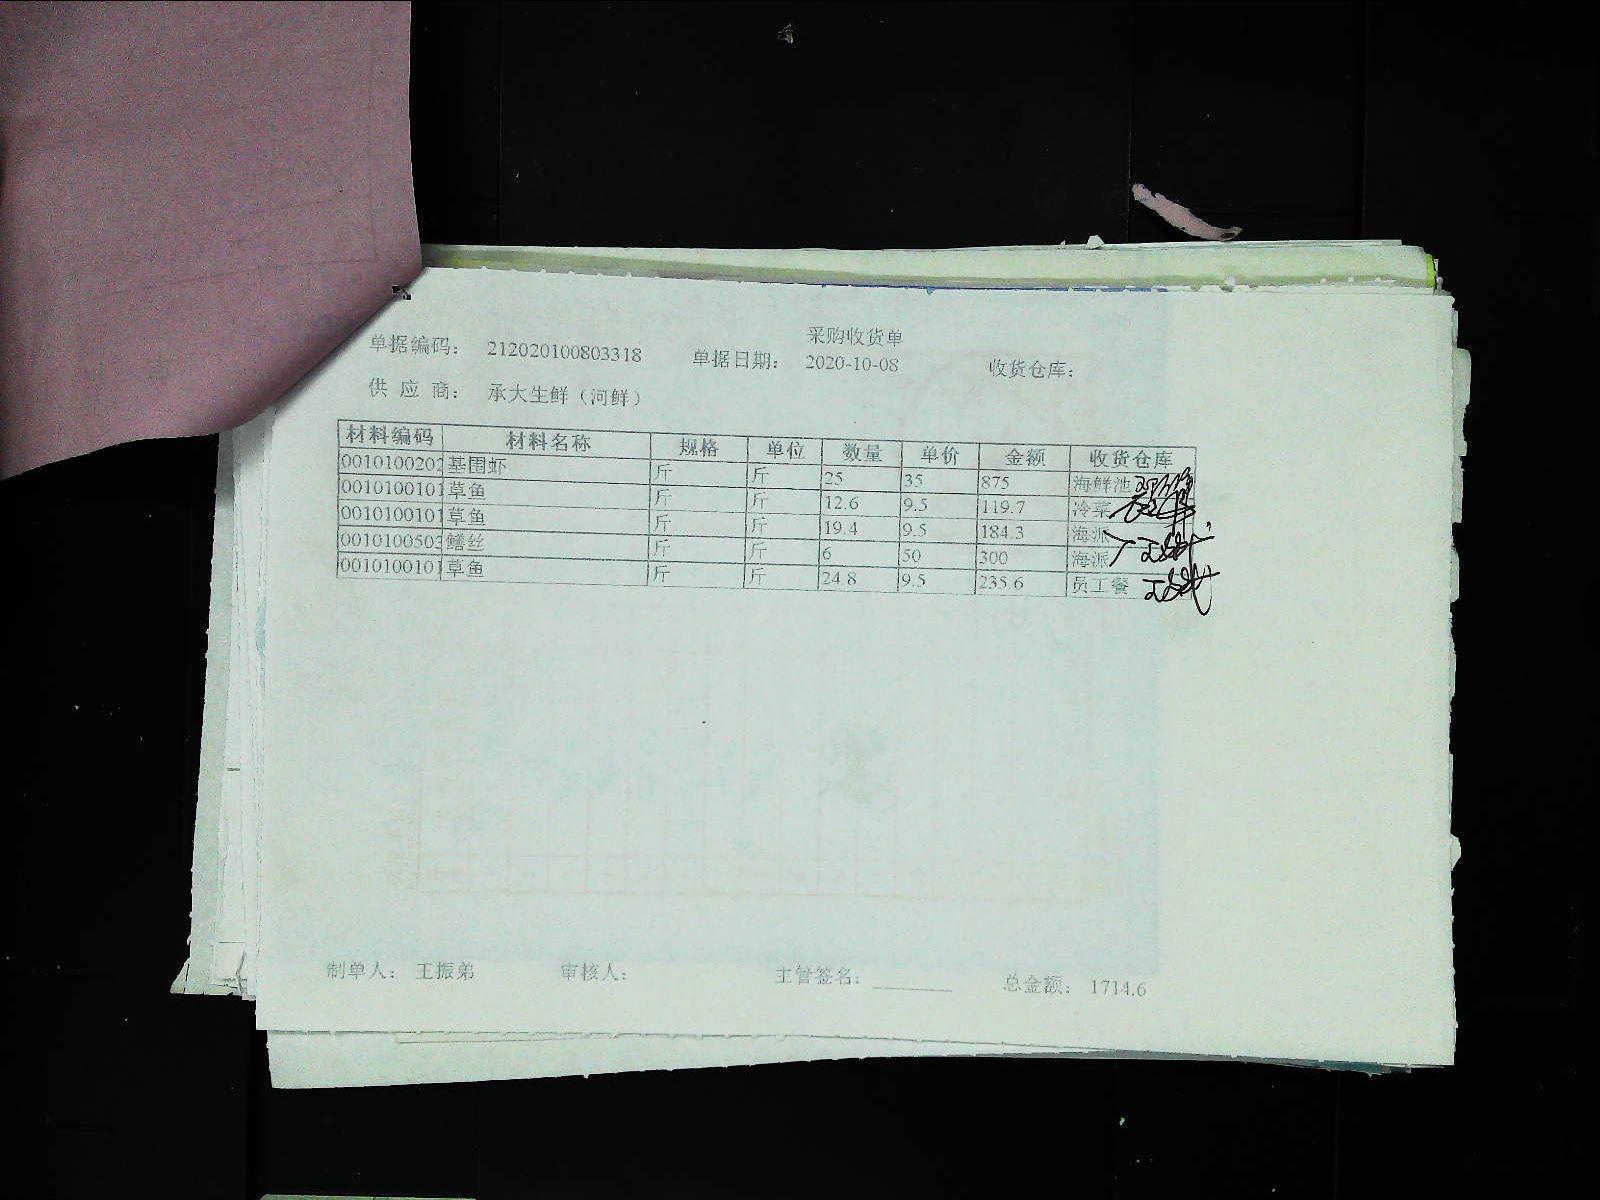 采购收货单
单据编码： 212020100803318 单据日期： 2020-10-08 收货仓库：
供 应 商： 承大生鲜（河鲜）
材料编码 材料名称 规格 单位 数量 单价 金额 收货仓库
0010100202 基围虾 斤 斤 25 35 875 海鲜池
0010100101 草鱼 斤 斤 12.6 9.5 119.7 冷菜
0010100101 草鱼 斤 斤 19.4 9.5 184.3 海派
0010100503 鳝丝 斤 斤 6 50 300 海派
0010100101 草鱼 斤 斤 24.8 9.5 235.6 员工餐
制单人： 王振弟 审核人： 主管签名： 总金额： 1714.6